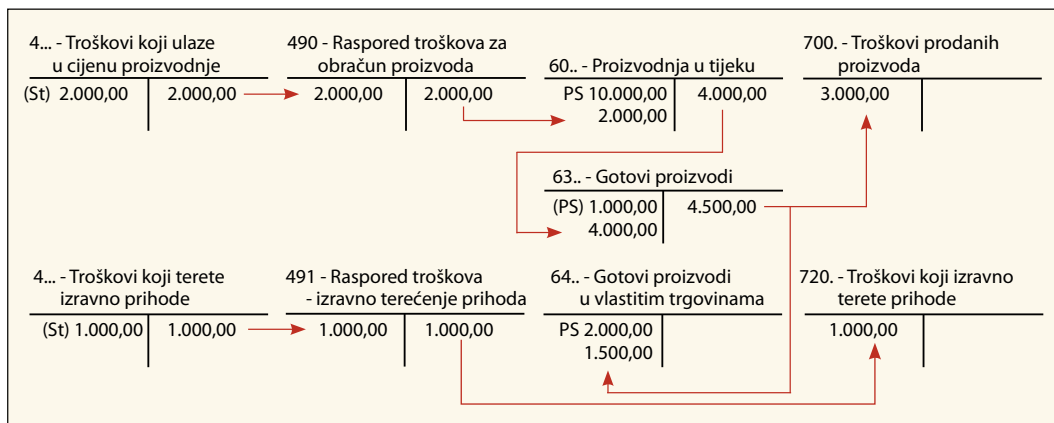 4... - Troškovi koji ulaze
u cijenu proizvodnje
(St) 2.000,00 2.000,00
490 - Raspored troškova za
obračun proizvoda
2.000,00 2.000,00
60.. - Proizvodnja u tijeku
PS 10.000,00 4.000,00
2.000,00
700. - Troškovi prodanih
proizvoda
3.000,00
63.. - Gotovi proizvodi
(PS) 1.000,00 4.500,00
4.000,00
4... - Troškovi koji terete
izravno prihode
(St) 1.000,00 1.000,00
491 - Raspored troškova
- izravno terećenje prihoda
1.000,00 1.000,00
64.. - Gotovi proizvodi
u vlastitim trgovinama
PS 2.000,00
1.500,00
720. - Troškovi koji izravno
terete prihode
1.000,00